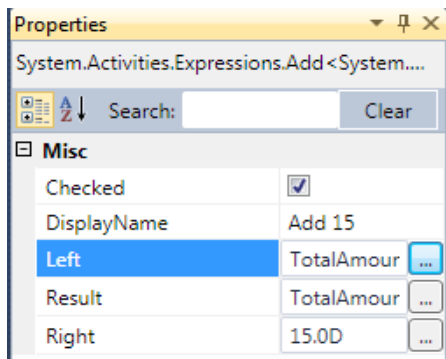 Properties
System.Activities.Expressions.Add<System....
Search: Clear
Misc
Checked
DisplayName Add 15
Left TotalAmour ...
Result TotalAmour ...
Right 15.0D ...